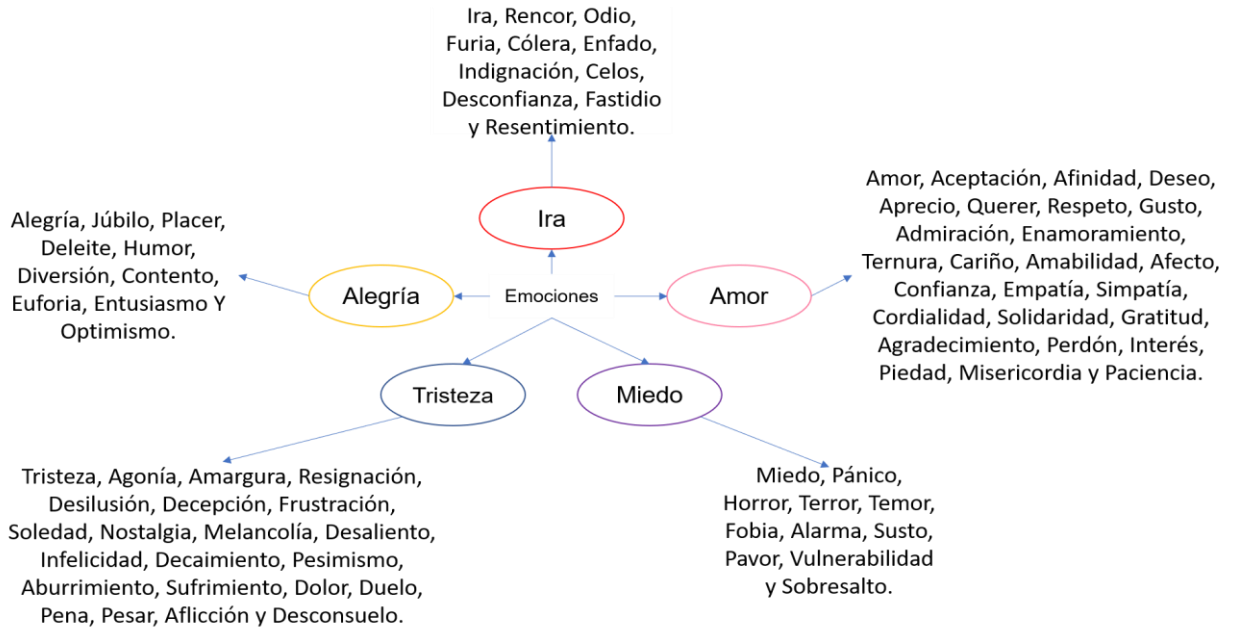 Ira, Rencor, Odio,
Furia, Cólera, Enfado,
Indignación, Celos,
Desconfianza, Fastidio
y Resentimiento.
Ira
Alegría, Júbilo, Placer,
Deleite, Humor,
Diversión, Contento,
Euforia, Entusiasmo Y
Optimismo.
Alegría
Emociones
Amor
Amor, Aceptación, Afinidad, Deseo,
Aprecio, Querer, Respeto, Gusto,
Admiración, Enamoramiento,
Ternura, Cariño, Amabilidad, Afecto,
Confianza, Empatía, Simpatía,
Cordialidad, Solidaridad, Gratitud,
Agradecimiento, Perdón, Interés,
Piedad, Misericordia y Paciencia.
Tristeza
Miedo
Tristeza, Agonía, Amargura, Resignación,
Desilusión, Decepción, Frustración,
Soledad, Nostalgia, Melancolía, Desaliento,
Infelicidad, Decaimiento, Pesimismo,
Aburrimiento, Sufrimiento, Dolor, Duelo,
Pena, Pesar, Aflicción y Desconsuelo.
Miedo, Pánico,
Horror, Terror, Temor,
Fobia, Alarma, Susto,
Pavor, Vulnerabilidad
y Sobresalto.